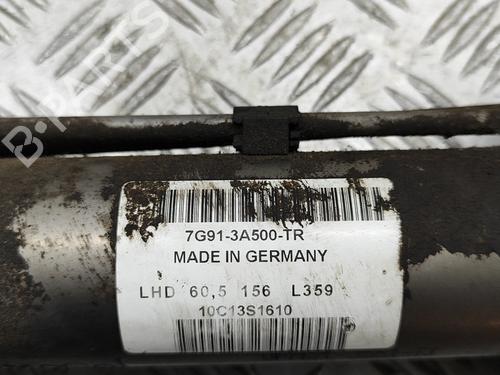 B-PARTS
7G91-3A500-TR
MADE IN GERMANY
LHD 60,5 156 L359
10C13S1610